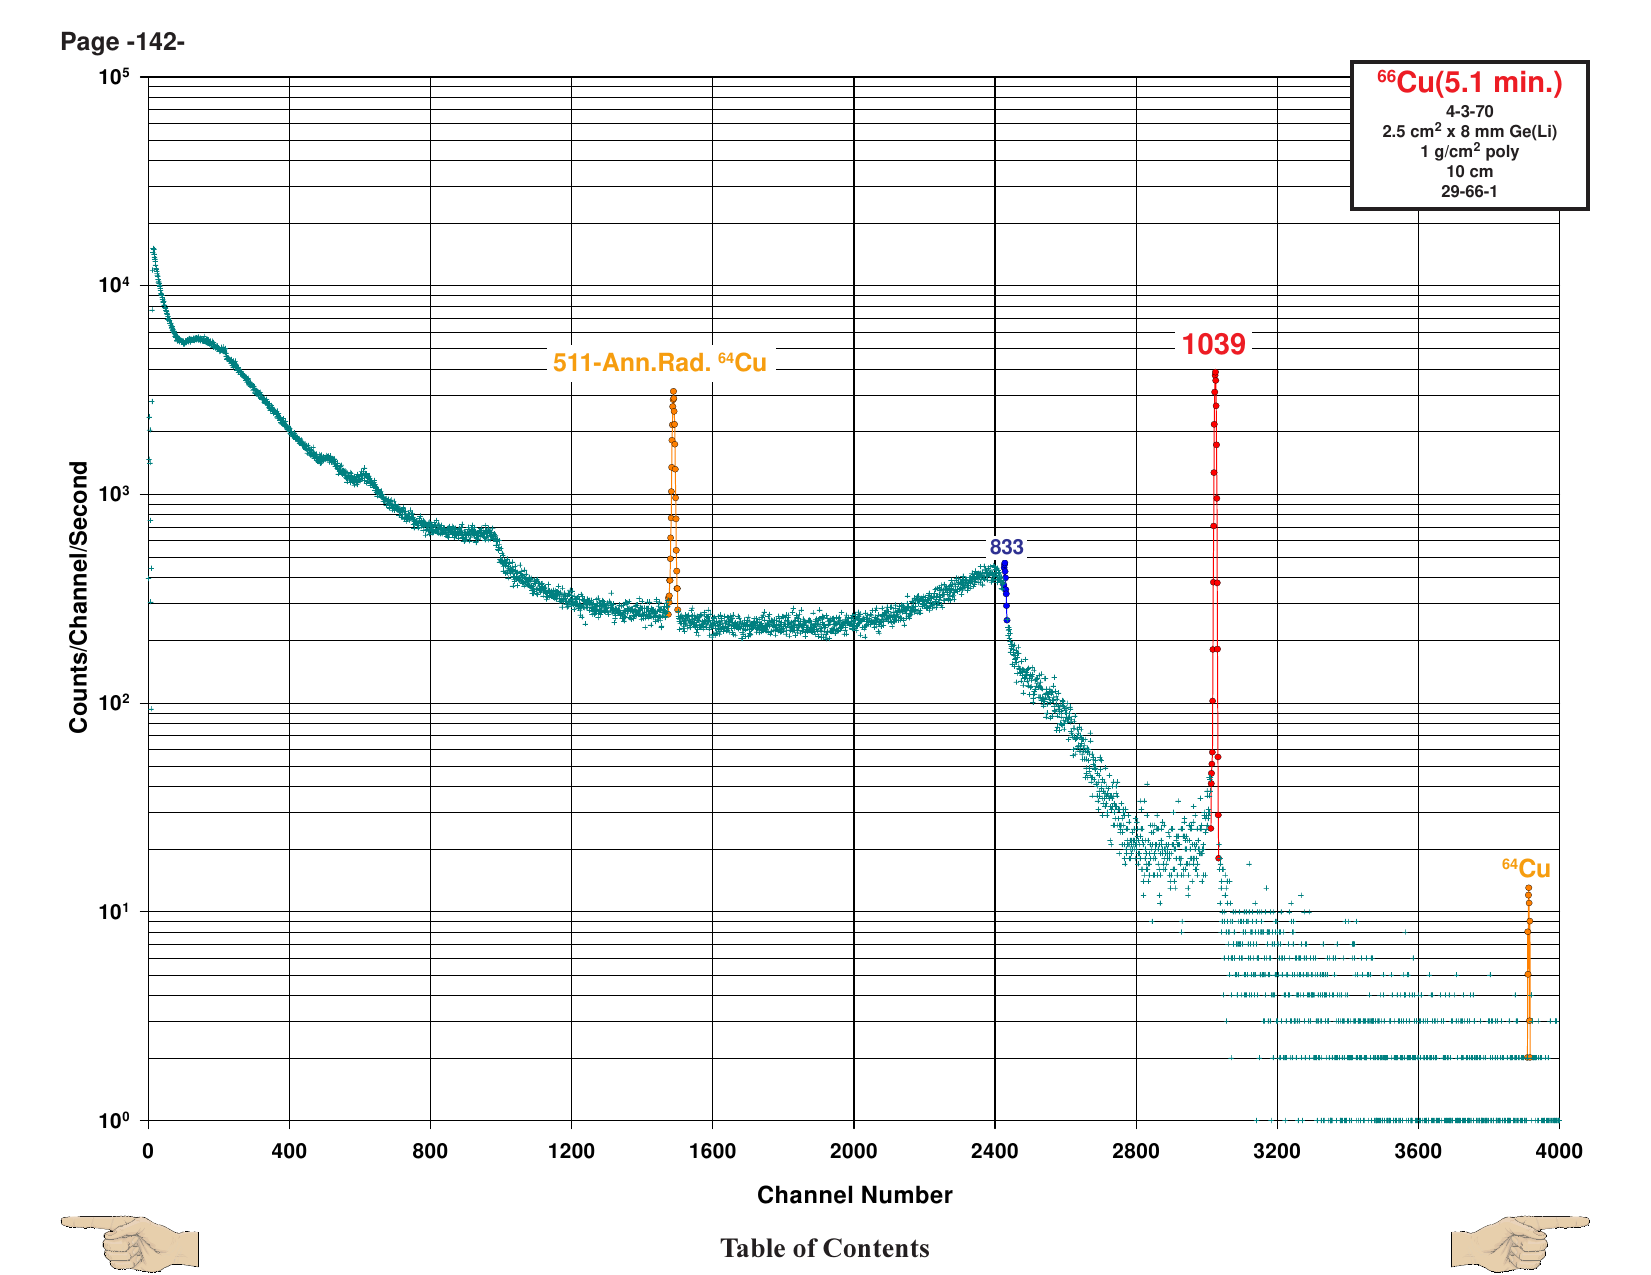 Page -142-
⁶⁶Cu(5.1 min.)
4-3-70
2.5 cm² x 8 mm Ge(Li)
1 g/cm² poly
10 cm
29-66-1
10⁵
10⁴
10³
10²
10¹
10⁰
Counts/Channel/Second
511-Ann.Rad. ⁶⁴Cu
833
1039
⁶⁴Cu
0 400 800 1200 1600 2000 2400 2800 3200 3600 4000
Channel Number
Table of Contents